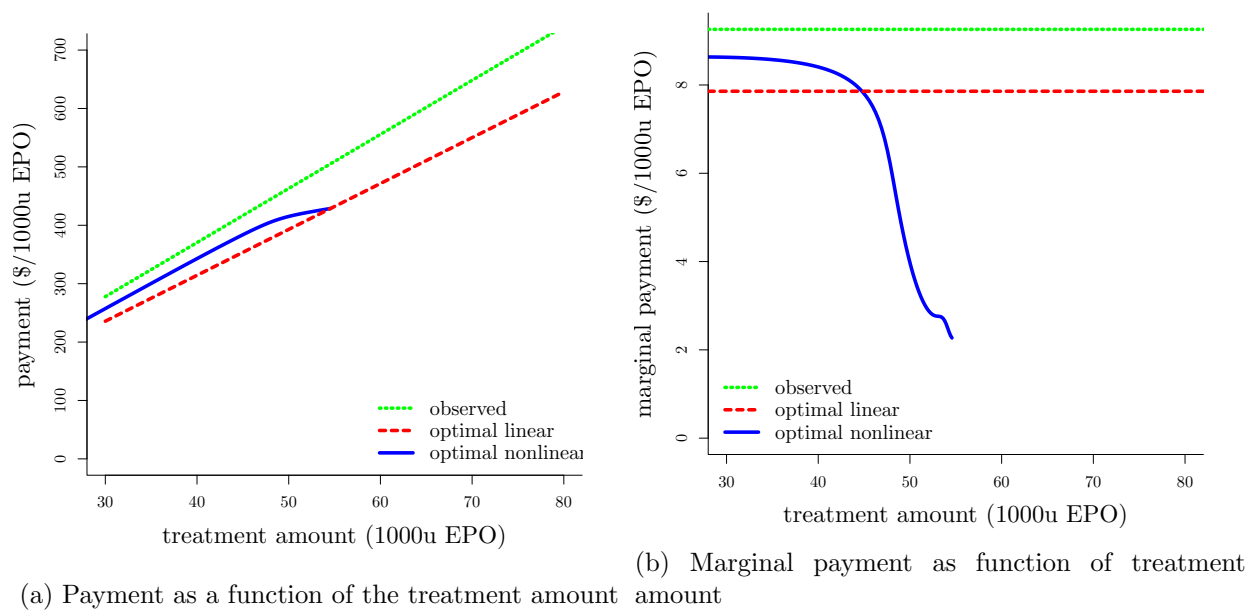 700
600
500
400
300
200
100
0
payment ($/1000u EPO)
observed
optimal linear
optimal nonlinear
30 40 50 60 70 80
treatment amount (1000u EPO)
(a) Payment as a function of the treatment amount
8
6
4
2
0
marginal payment ($/1000u EPO)
observed
optimal linear
optimal nonlinear
30 40 50 60 70 80
treatment amount (1000u EPO)
(b) Marginal payment as function of treatment
amount